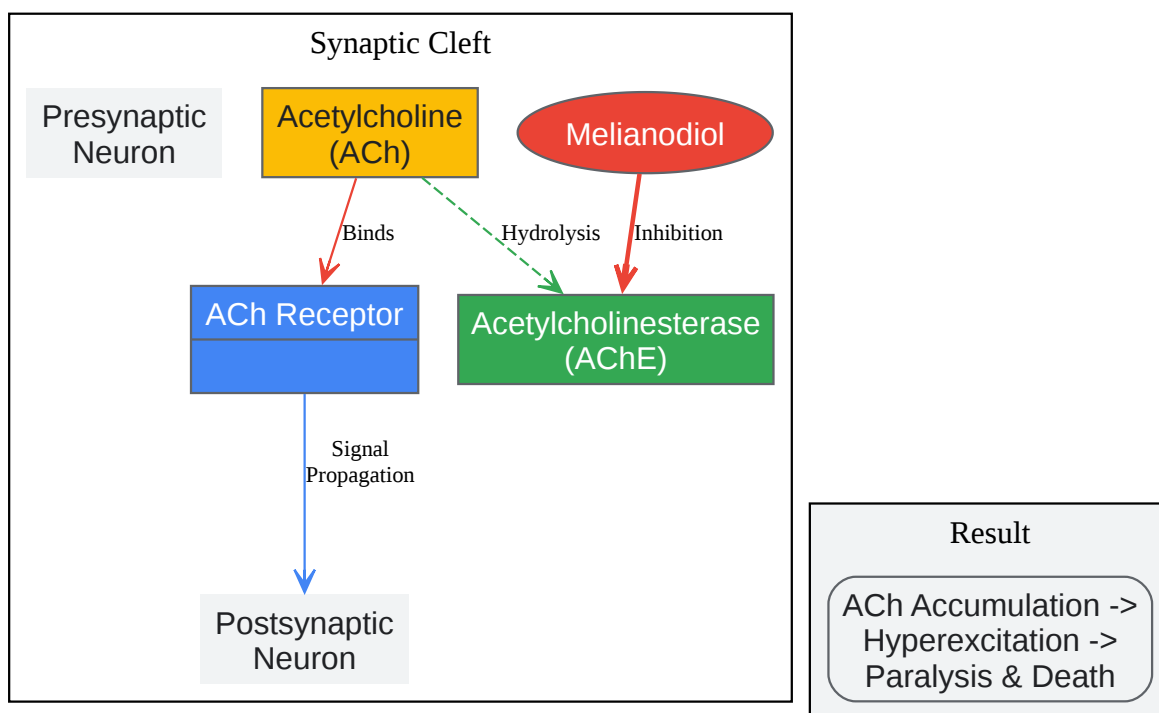 Synaptic Cleft
Presynaptic
Neuron
Acetylcholine
(ACh)
Melianodiol
Binds
Hydrolysis
Inhibition
ACh Receptor
Acetylcholinesterase
(AChE)
Signal
Propagation
Postsynaptic
Neuron
Result
ACh Accumulation ->
Hyperexcitation ->
Paralysis & Death